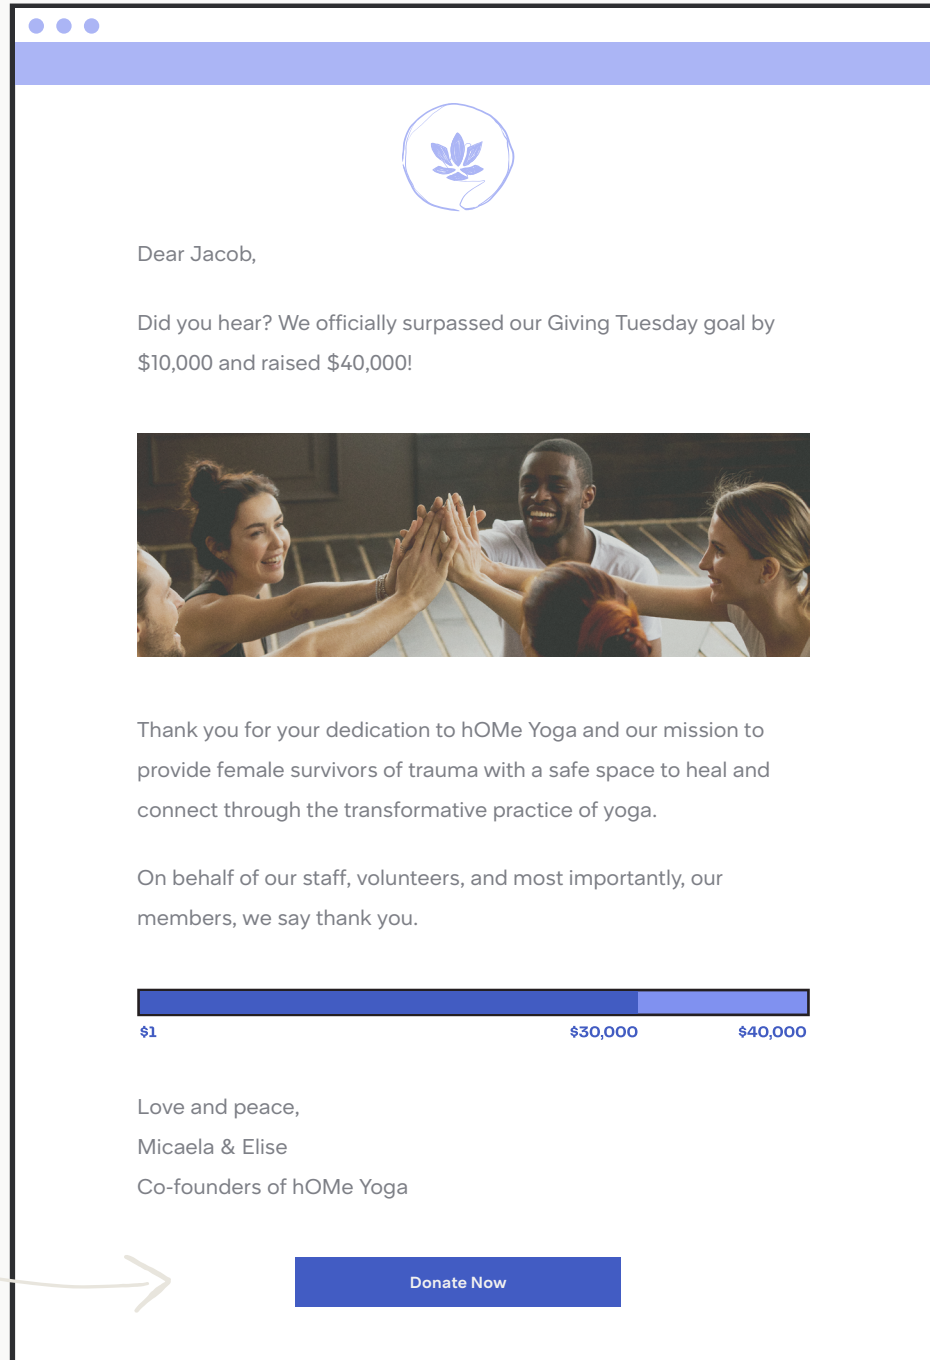 Dear Jacob,
Did you hear? We officially surpassed our Giving Tuesday goal by
$10,000 and raised $40,000!
Thank you for your dedication to hOMe Yoga and our mission to
provide female survivors of trauma with a safe space to heal and
connect through the transformative practice of yoga.
On behalf of our staff, volunteers, and most importantly, our
members, we say thank you.
$1 $30,000 $40,000
Love and peace,
Micaela & Elise
Co-founders of hOMe Yoga
Donate Now